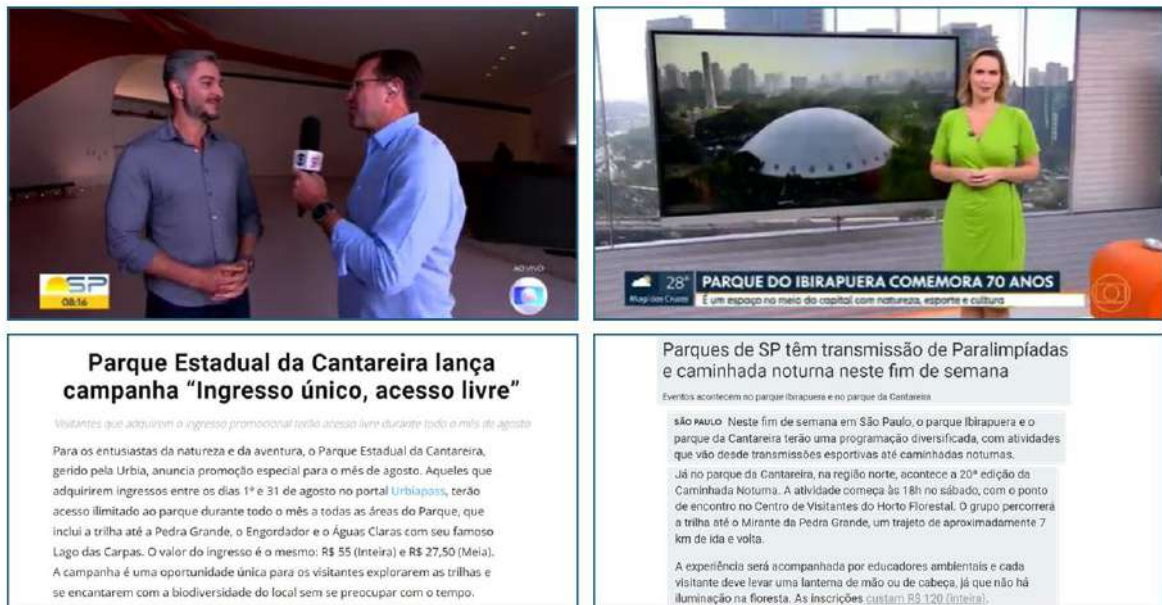 SP
08:16
AO VIVO
28°
Mogi das Cruzes
PARQUE DO IBIRAPUERA COMEMORA 70 ANOS
É um espaço no meio da capital com natureza, esporte e cultura
Parque Estadual da Cantareira lança
campanha “Ingresso único, acesso livre”
Visitantes que adquirirem o ingresso promocional terão acesso livre durante todo o mês de agosto
Para os entusiastas da natureza e da aventura, o Parque Estadual da Cantareira,
gerido pela Urbia, anuncia promoção especial para o mês de agosto. Aqueles que
adquirirem ingressos entre os dias 1º e 31 de agosto no portal Urbiapass, terão
acesso ilimitado ao parque durante todo o mês a todas as áreas do Parque, que
inclui a trilha até a Pedra Grande, o Engordador e o Águas Claras com seu famoso
Lago das Carpas. O valor do ingresso é o mesmo: R$ 55 (Inteira) e R$ 27,50 (Meia).
A campanha é uma oportunidade única para os visitantes explorarem as trilhas e
se encantarem com a biodiversidade do local sem se preocupar com o tempo.
Parques de SP têm transmissão de Paralimpíadas
e caminhada noturna neste fim de semana
Eventos acontecem no parque Ibirapuera e no parque da Cantareira
SÃO PAULO Neste fim de semana em São Paulo, o parque Ibirapuera e o
parque da Cantareira terão uma programação diversificada, com atividades
que vão desde transmissões esportivas até caminhadas noturnas.
Já no parque da Cantareira, na região norte, acontece a 20ª edição da
Caminhada Noturna. A atividade começa às 18h no sábado, com o ponto
de encontro no Centro de Visitantes do Horto Florestal. O grupo percorrerá
a trilha até o Mirante da Pedra Grande, um trajeto de aproximadamente 7
km de ida e volta.
A experiência será acompanhada por educadores ambientais e cada
visitante deve levar uma lanterna de mão ou de cabeça, já que não há
iluminação na floresta. As inscrições custam R$ 120 (inteira).